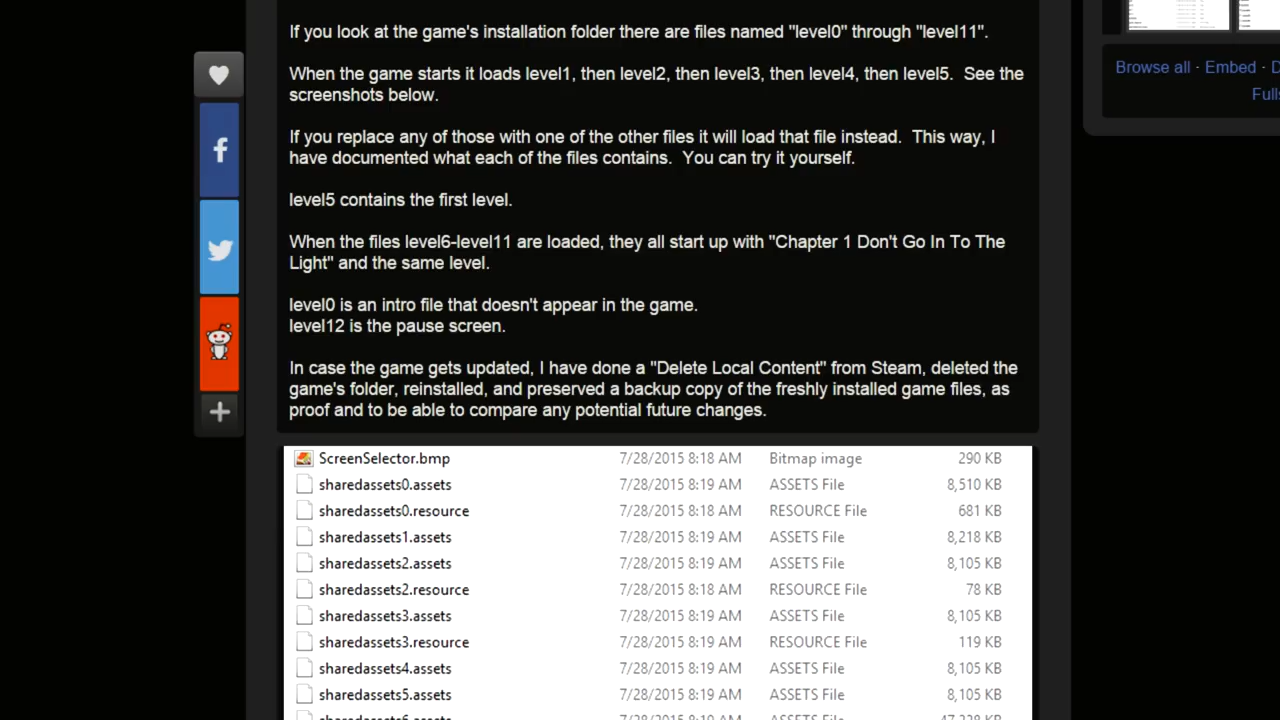 If you look at the game's installation folder there are files named "level0" through "level11".
When the game starts it loads level1, then level2, then level3, then level4, then level5.  See the
screenshots below.
If you replace any of those with one of the other files it will load that file instead.  This way, I
have documented what each of the files contains.  You can try it yourself.
level5 contains the first level.
When the files level6-level11 are loaded, they all start up with "Chapter 1 Don't Go In To The
Light" and the same level.
level0 is an intro file that doesn't appear in the game.
level12 is the pause screen.
In case the game gets updated, I have done a "Delete Local Content" from Steam, deleted the
game's folder, reinstalled, and preserved a backup copy of the freshly installed game files, as
proof and to be able to compare any potential future changes.
ScreenSelector.bmp 7/28/2015 8:18 AM Bitmap image 290 KB
sharedassets0.assets 7/28/2015 8:19 AM ASSETS File 8,510 KB
sharedassets0.resource 7/28/2015 8:18 AM RESOURCE File 681 KB
sharedassets1.assets 7/28/2015 8:19 AM ASSETS File 8,218 KB
sharedassets2.assets 7/28/2015 8:19 AM ASSETS File 8,105 KB
sharedassets2.resource 7/28/2015 8:18 AM RESOURCE File 78 KB
sharedassets3.assets 7/28/2015 8:19 AM ASSETS File 8,105 KB
sharedassets3.resource 7/28/2015 8:19 AM RESOURCE File 119 KB
sharedassets4.assets 7/28/2015 8:19 AM ASSETS File 8,105 KB
sharedassets5.assets 7/28/2015 8:19 AM ASSETS File 8,105 KB
Browse all · Embed · D
Full